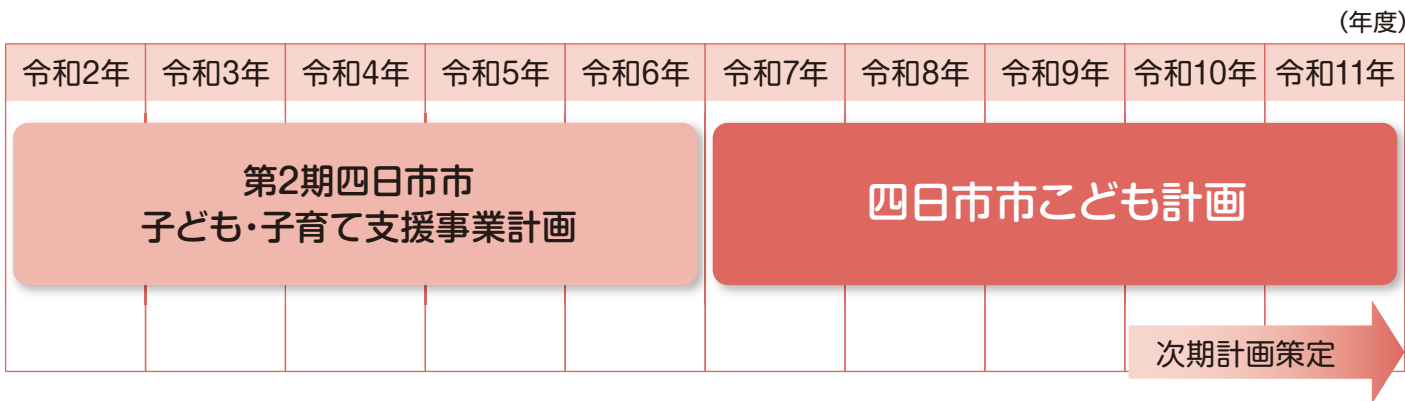 (年度)
令和2年 令和3年 令和4年 令和5年 令和6年 令和7年 令和8年 令和9年 令和10年 令和11年
第2期四日市市
子ども・子育て支援事業計画
四日市市こども計画
次期計画策定